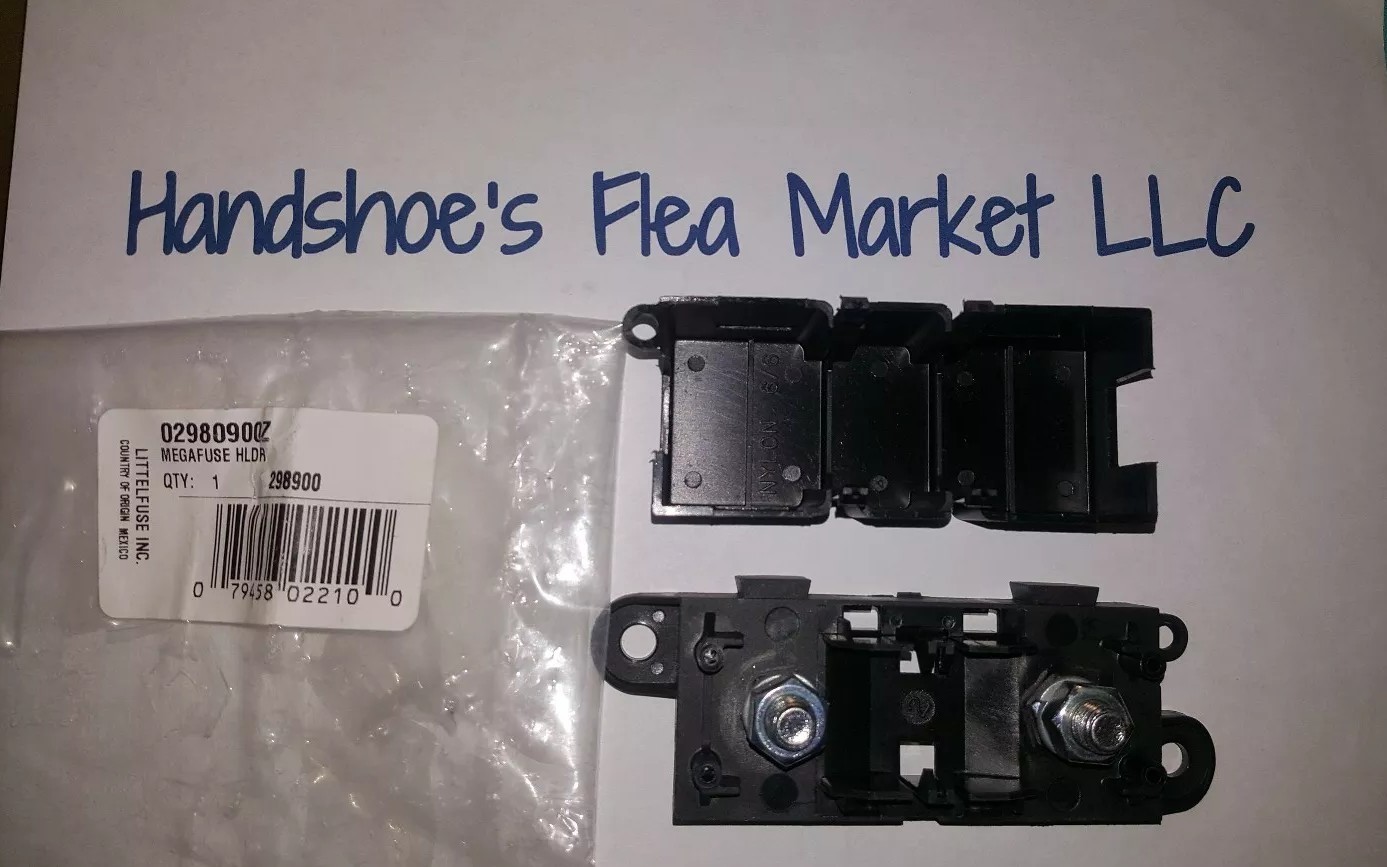 Handshoe's Flea Market LLC
02980900Z
MEGAFUSE HLDR
QTY: 1 298900
LITTELFUSE INC.
COUNTRY OF ORIGIN MEXICO
0 79458 02210 0
NYLON 6/6